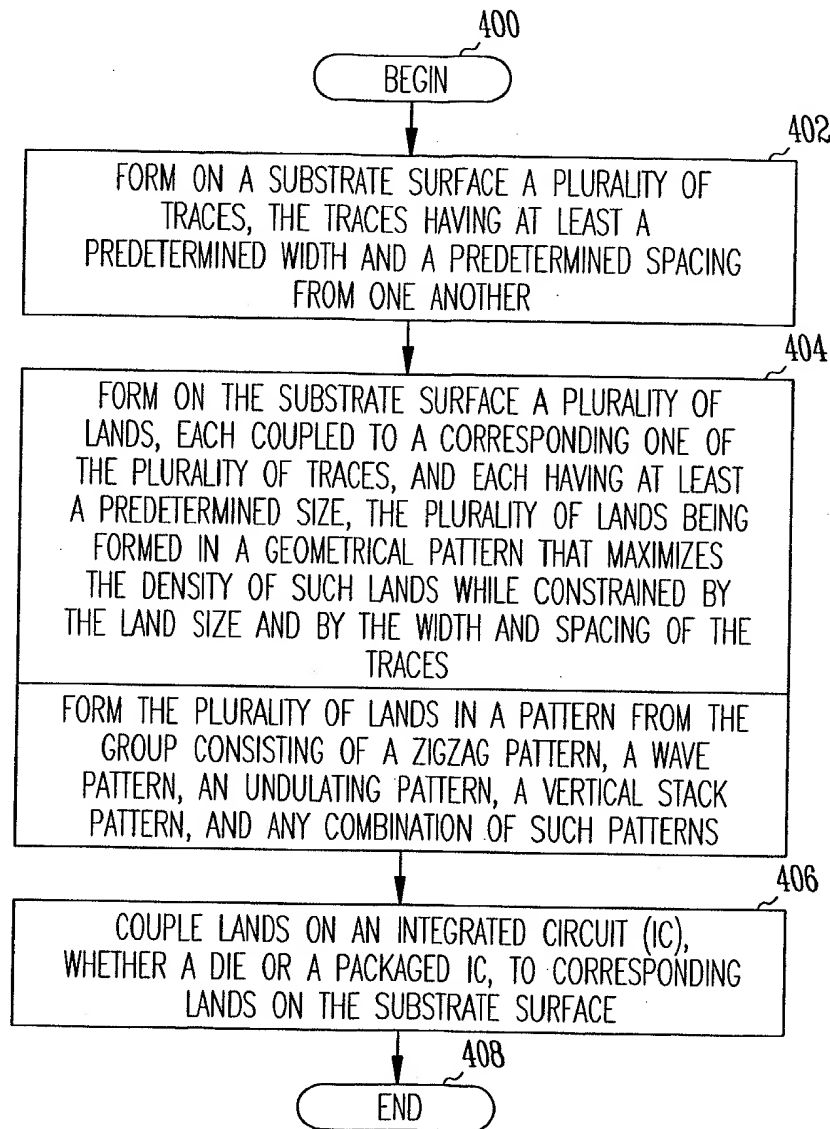 400
BEGIN
402
FORM ON A SUBSTRATE SURFACE A PLURALITY OF
TRACES, THE TRACES HAVING AT LEAST A
PREDETERMINED WIDTH AND A PREDETERMINED SPACING
FROM ONE ANOTHER
404
FORM ON THE SUBSTRATE SURFACE A PLURALITY OF
LANDS, EACH COUPLED TO A CORRESPONDING ONE OF
THE PLURALITY OF TRACES, AND EACH HAVING AT LEAST
A PREDETERMINED SIZE, THE PLURALITY OF LANDS BEING
FORMED IN A GEOMETRICAL PATTERN THAT MAXIMIZES
THE DENSITY OF SUCH LANDS WHILE CONSTRAINED BY
THE LAND SIZE AND BY THE WIDTH AND SPACING OF THE
TRACES
FORM THE PLURALITY OF LANDS IN A PATTERN FROM THE
GROUP CONSISTING OF A ZIGZAG PATTERN, A WAVE
PATTERN, AN UNDULATING PATTERN, A VERTICAL STACK
PATTERN, AND ANY COMBINATION OF SUCH PATTERNS
406
COUPLE LANDS ON AN INTEGRATED CIRCUIT (IC),
WHETHER A DIE OR A PACKAGED IC, TO CORRESPONDING
LANDS ON THE SUBSTRATE SURFACE
408
END